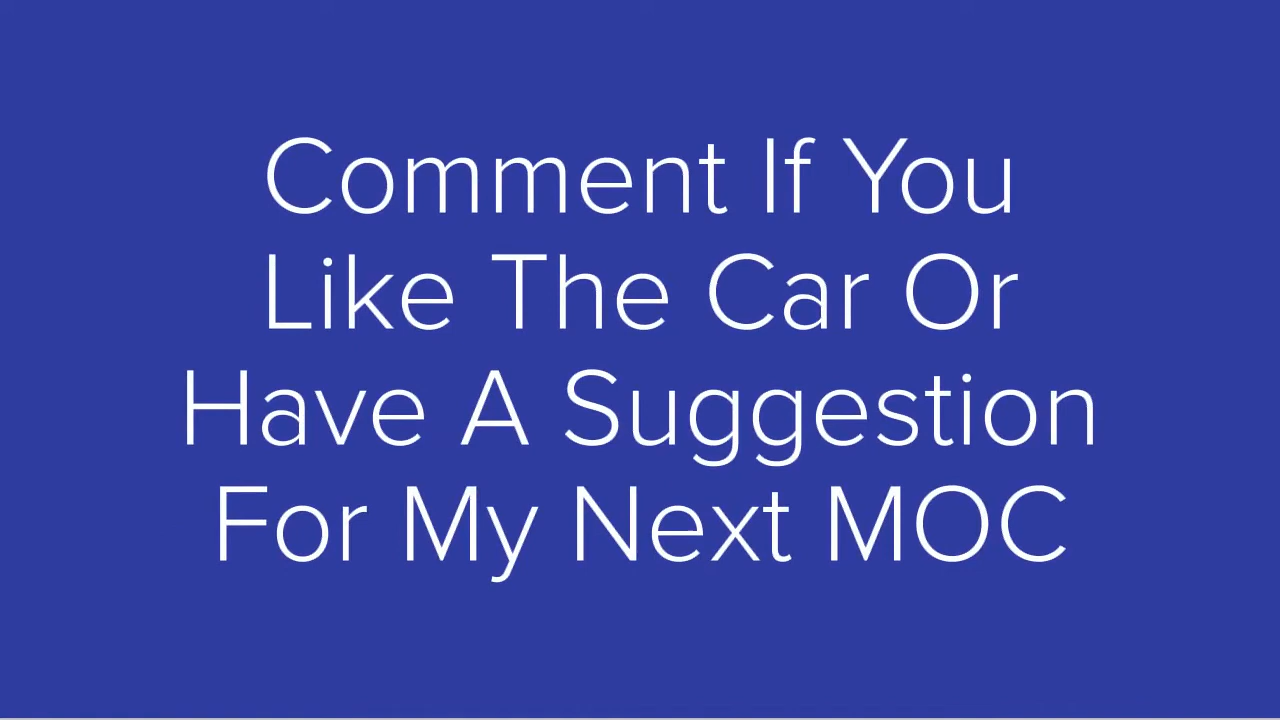 Comment If You
Like The Car Or
Have A Suggestion
For My Next MOC